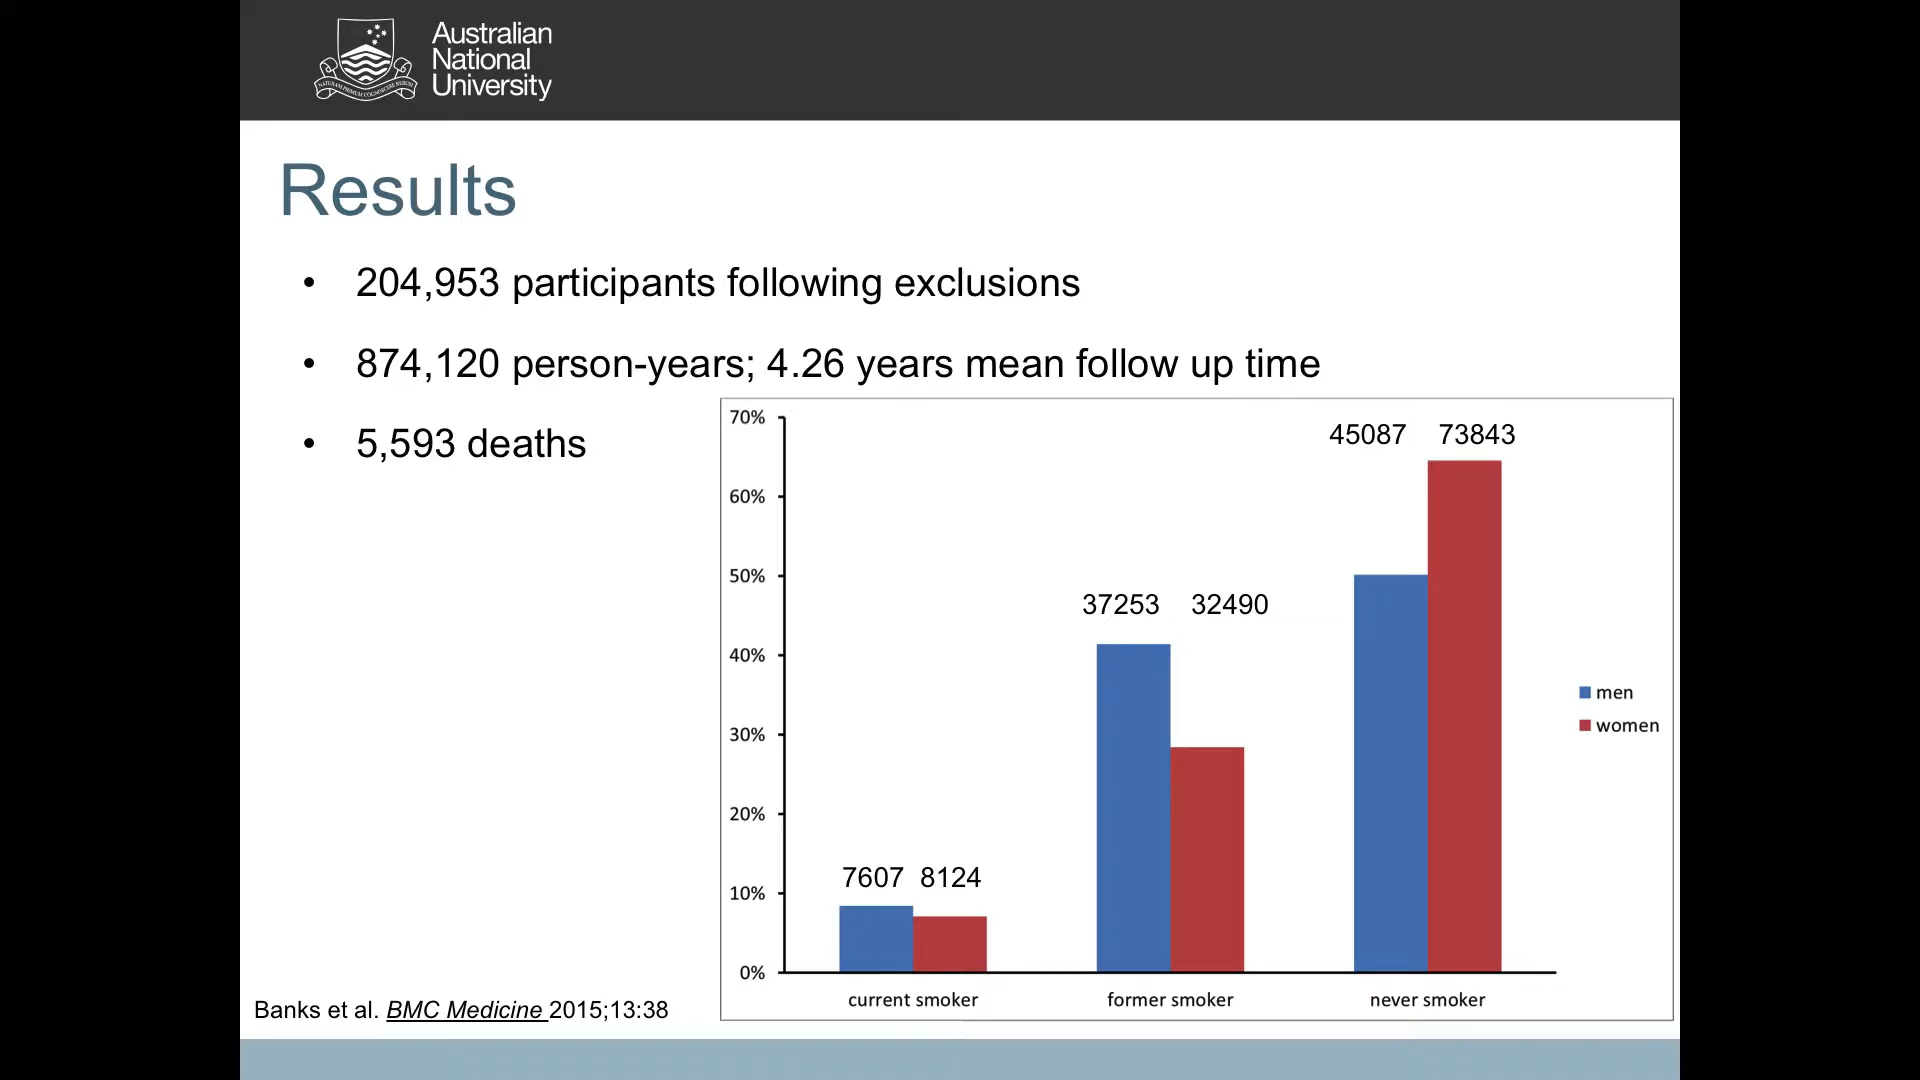 Australian
National
University
Results
• 204,953 participants following exclusions
• 874,120 person-years; 4.26 years mean follow up time
• 5,593 deaths
70%
60%
50%
40%
30%
20%
10%
0%
45087 73843
37253 32490
7607 8124
men
women
current smoker former smoker never smoker
Banks et al. BMC Medicine 2015;13:38